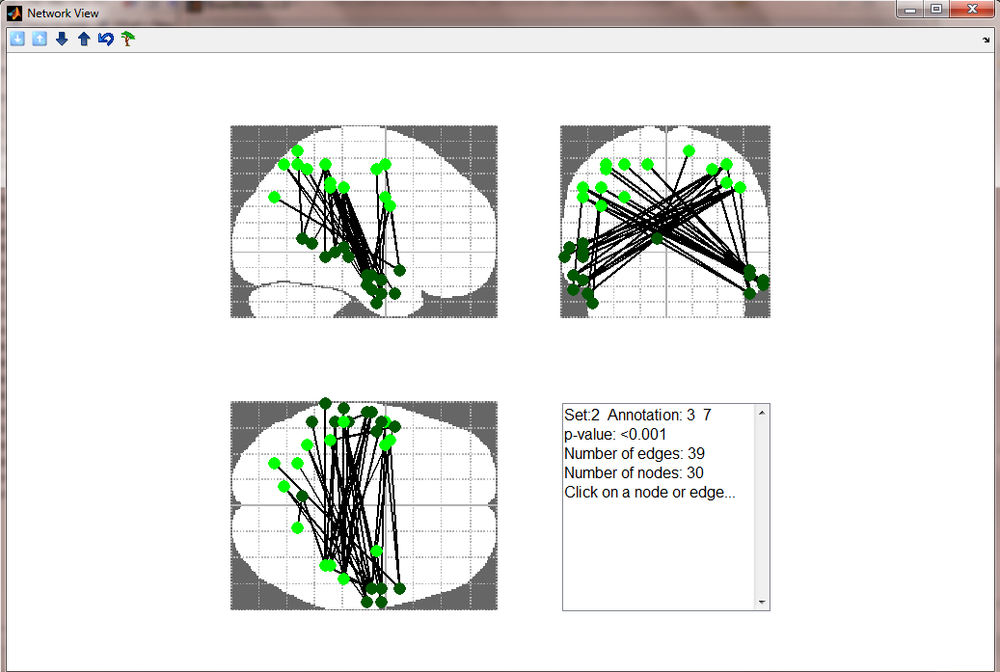 Network View
Set:2  Annotation: 3  7
p-value: <0.001
Number of edges: 39
Number of nodes: 30
Click on a node or edge...